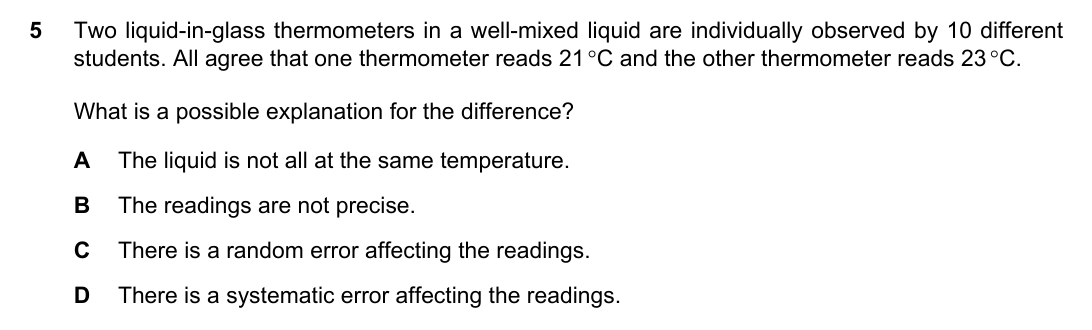 5 Two liquid-in-glass thermometers in a well-mixed liquid are individually observed by 10 different
students. All agree that one thermometer reads 21 °C and the other thermometer reads 23 °C.
What is a possible explanation for the difference?
A The liquid is not all at the same temperature.
B The readings are not precise.
C There is a random error affecting the readings.
D There is a systematic error affecting the readings.